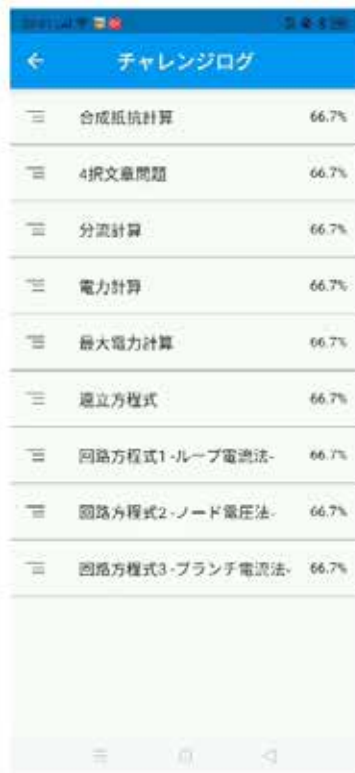 チャレンジログ
合成抵抗計算 66.7%
4択文章問題 66.7%
分流計算 66.7%
電力計算 66.7%
最大電力計算 66.7%
連立方程式 66.7%
回路方程式1-ループ電流法- 66.7%
回路方程式2-ノード電圧法- 66.7%
回路方程式3-ブランチ電流法- 66.7%